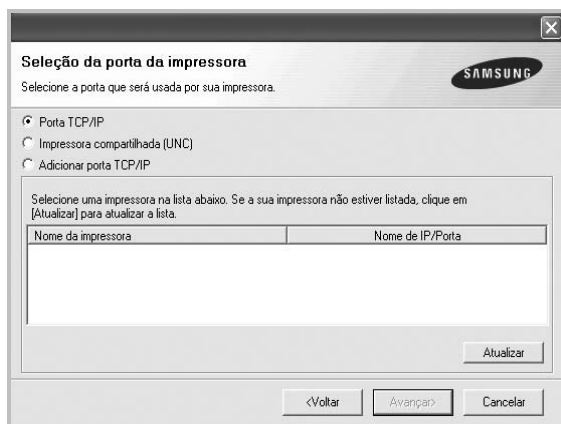 Seleção da porta da impressora
Selecione a porta que será usada por sua impressora.
SAMSUNG
Porta TCP/IP
Impressora compartilhada (UNC)
Adicionar porta TCP/IP
Selecione uma impressora na lista abaixo. Se a sua impressora não estiver listada, clique em
[Atualizar] para atualizar a lista.
Nome da impressora Nome de IP/Porta
Atualizar
<Voltar Avançar> Cancelar